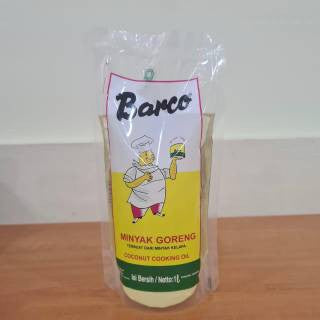 Barco®
MINYAK GORENG
TERBUAT DARI MINYAK KELAPA
COCONUT COOKING OIL
Isi Bersih / Netto: 1ℓ